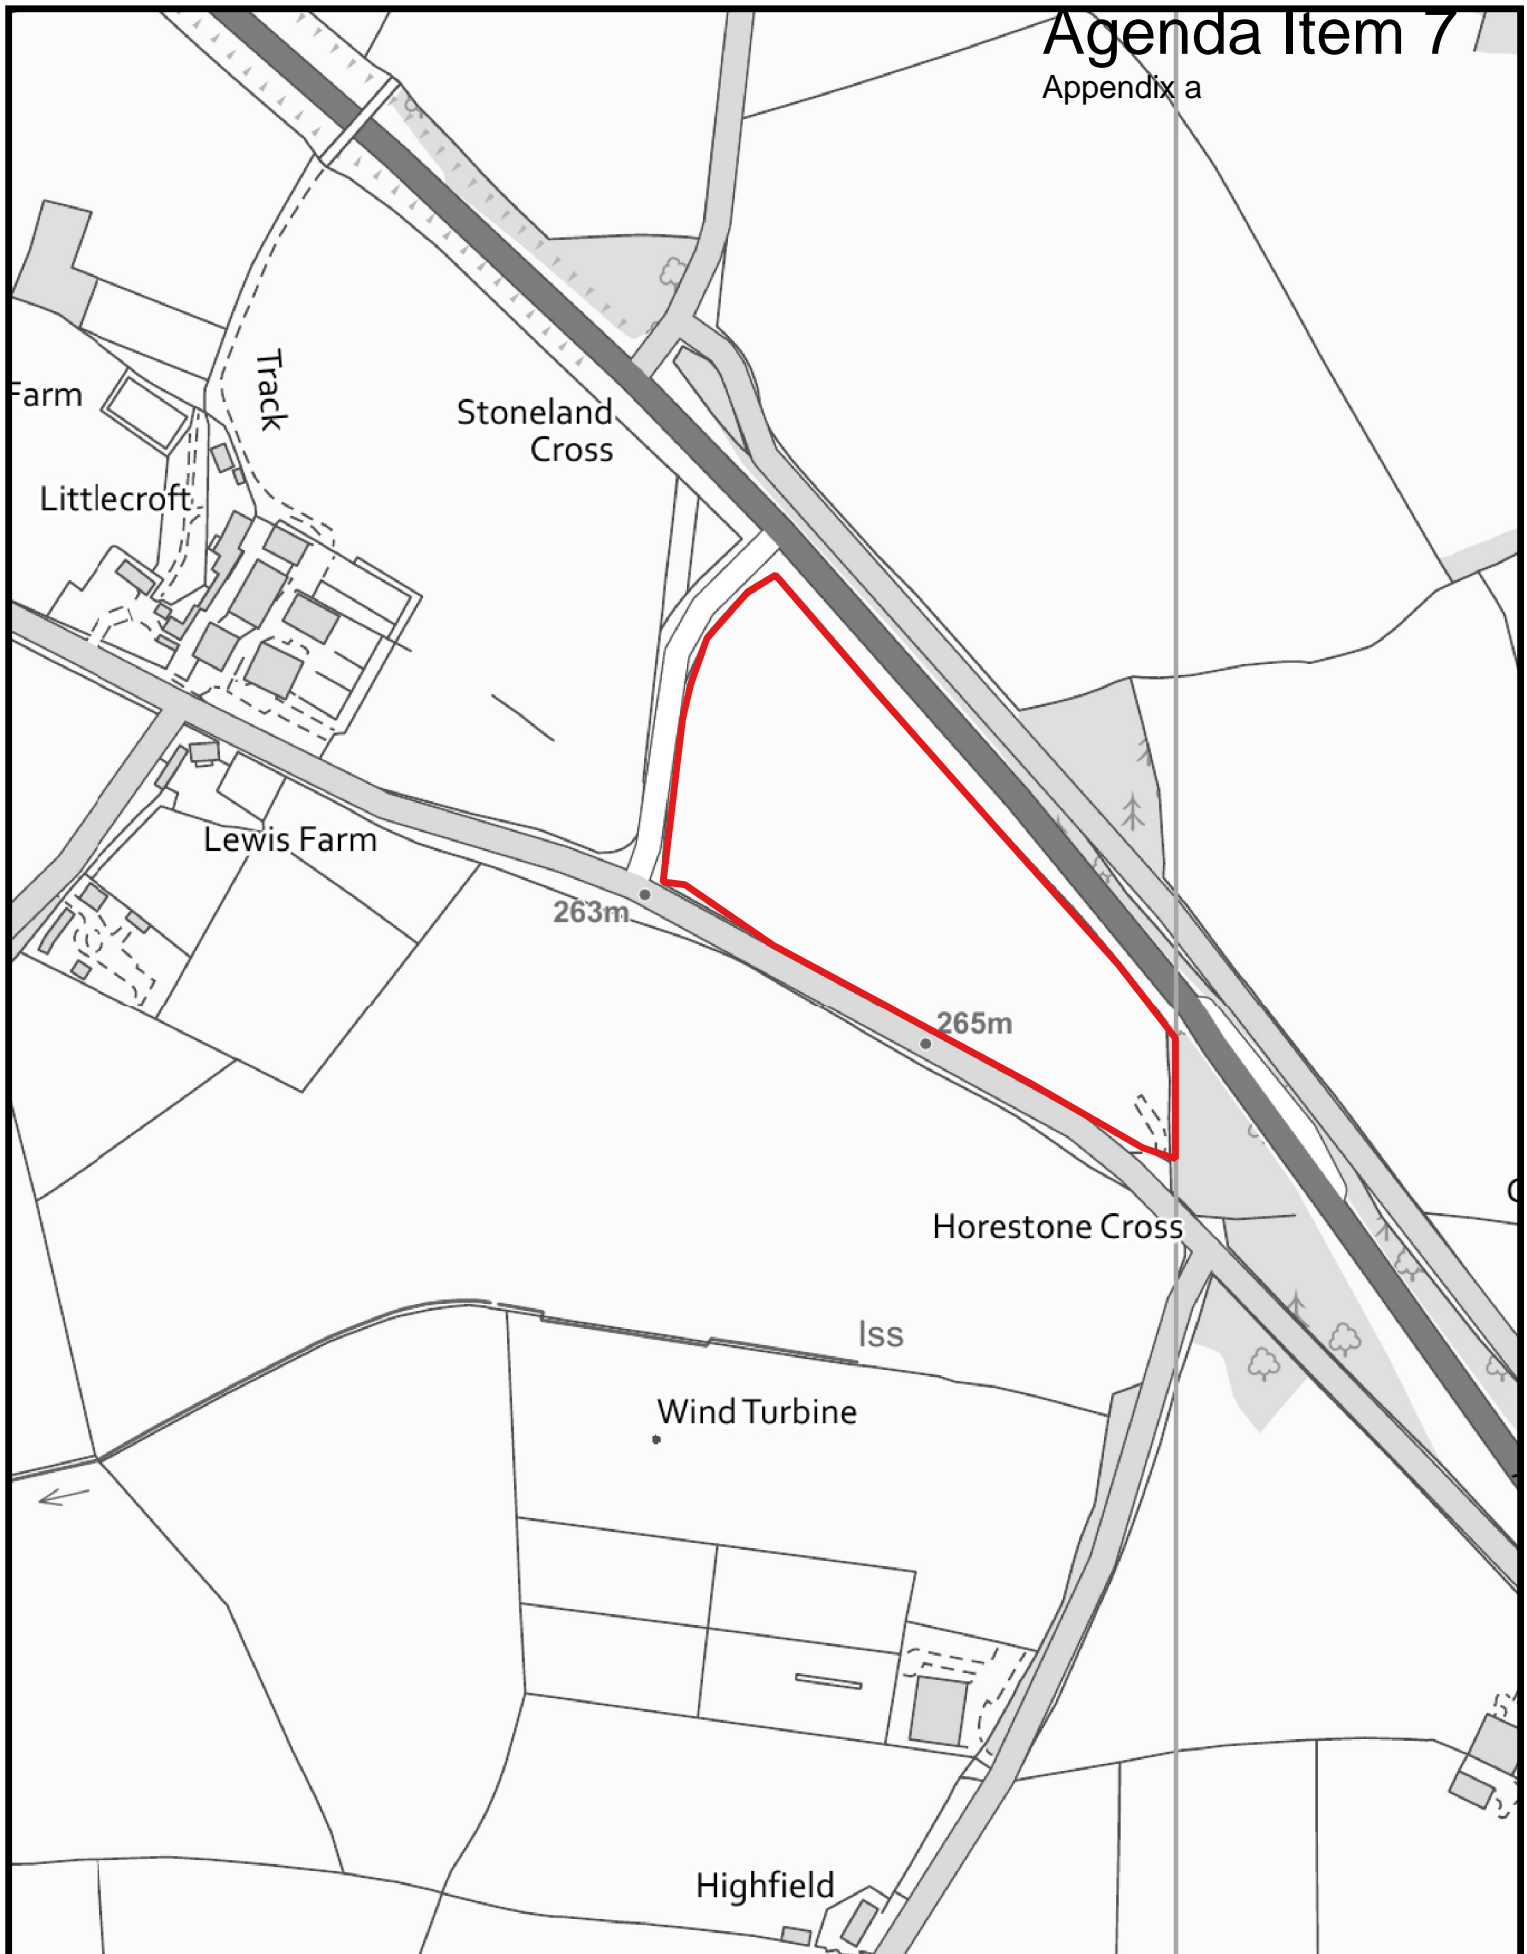 Agenda Item 7
Appendix a
Track
Farm
Stoneland
Cross
Littlecroft
Lewis Farm
263m
265m
Horestone Cross
Iss
Wind Turbine
Highfield